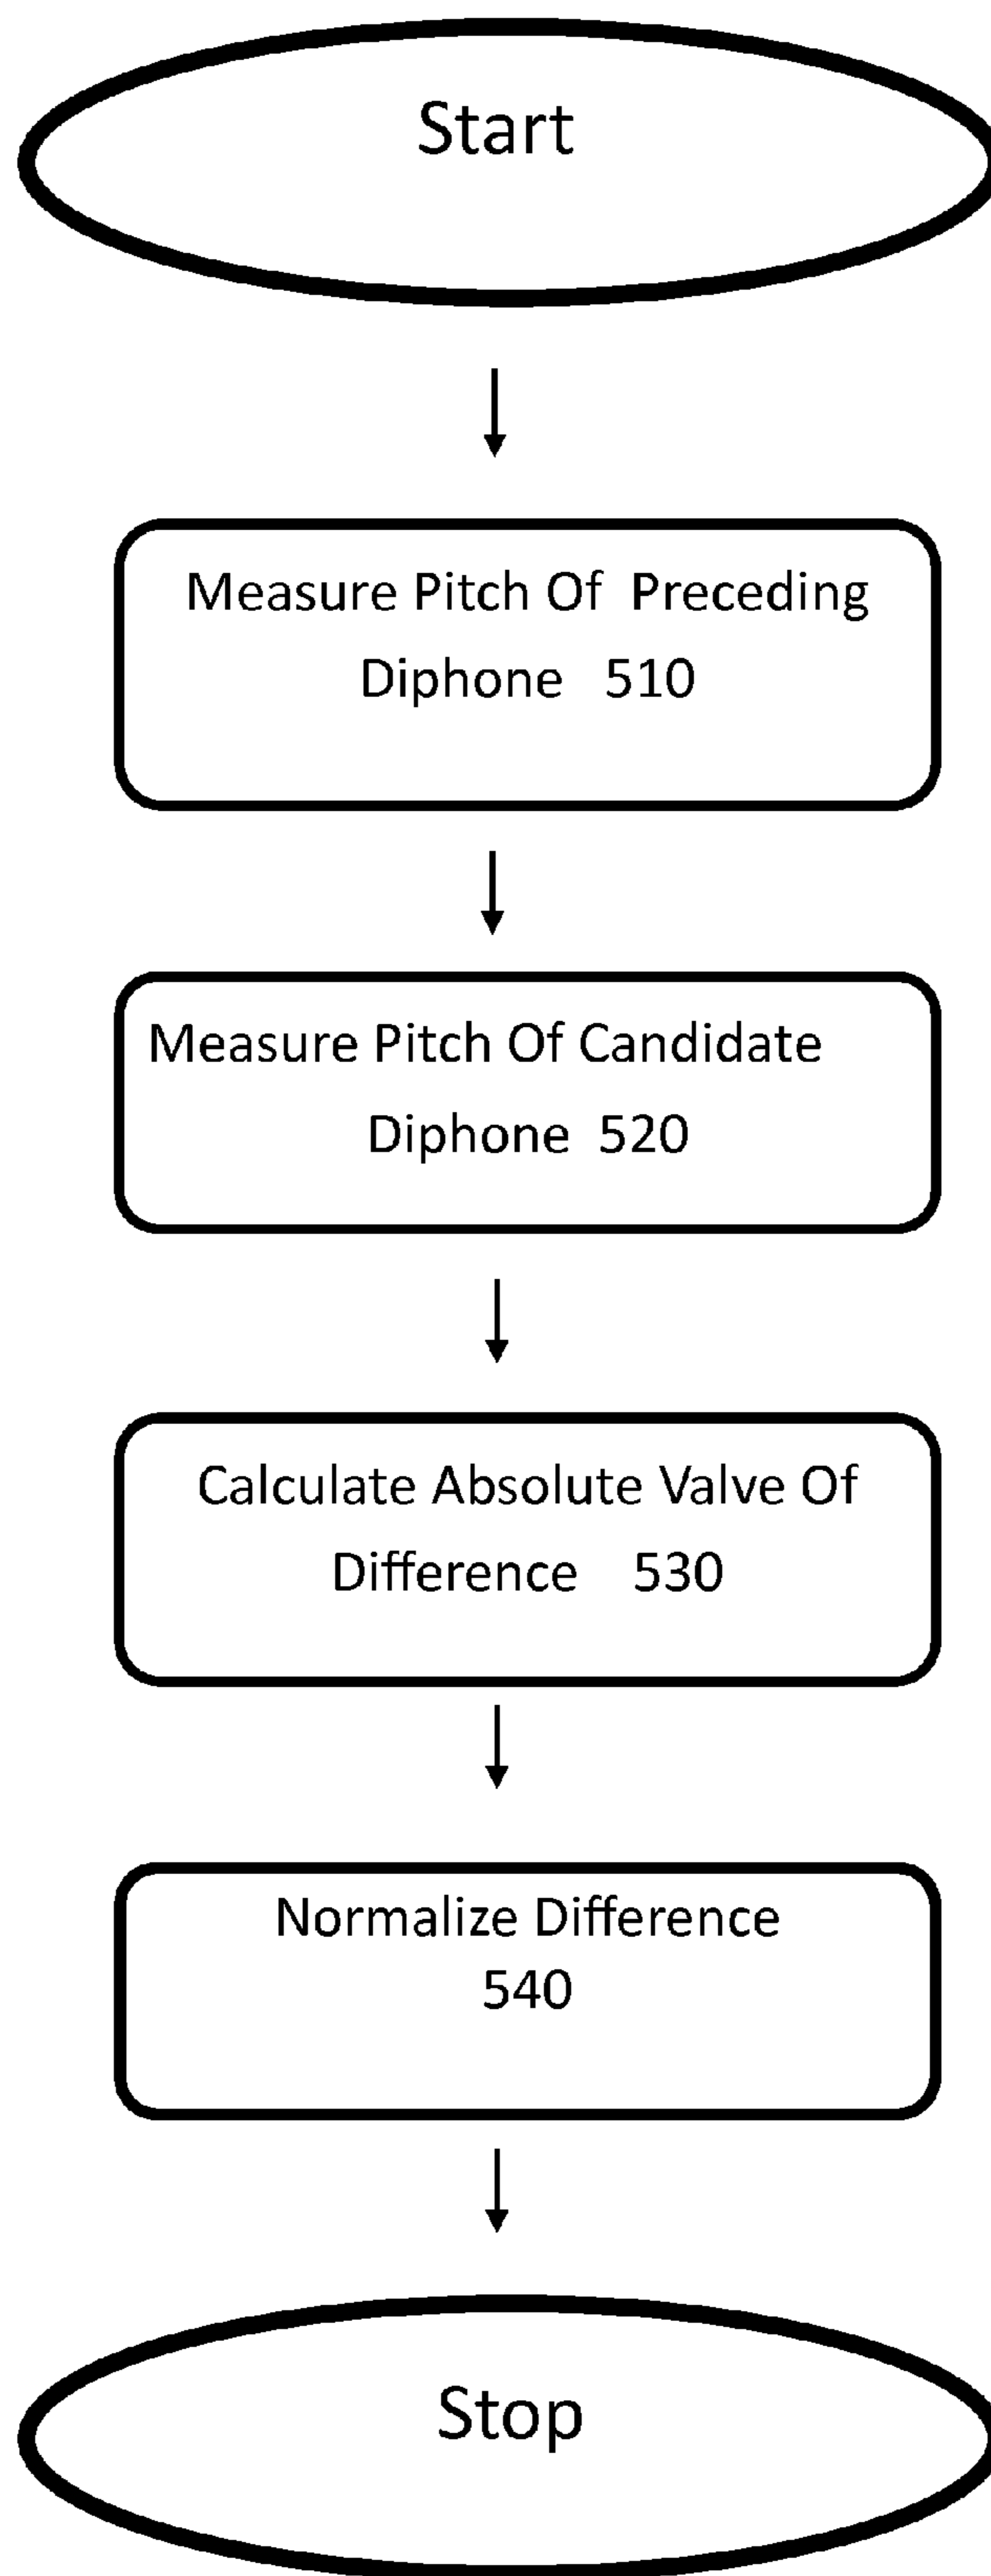 Start
Measure Pitch Of Preceding
Diphone 510
Measure Pitch Of Candidate
Diphone 520
Calculate Absolute Valve Of
Difference 530
Normalize Difference
540
Stop